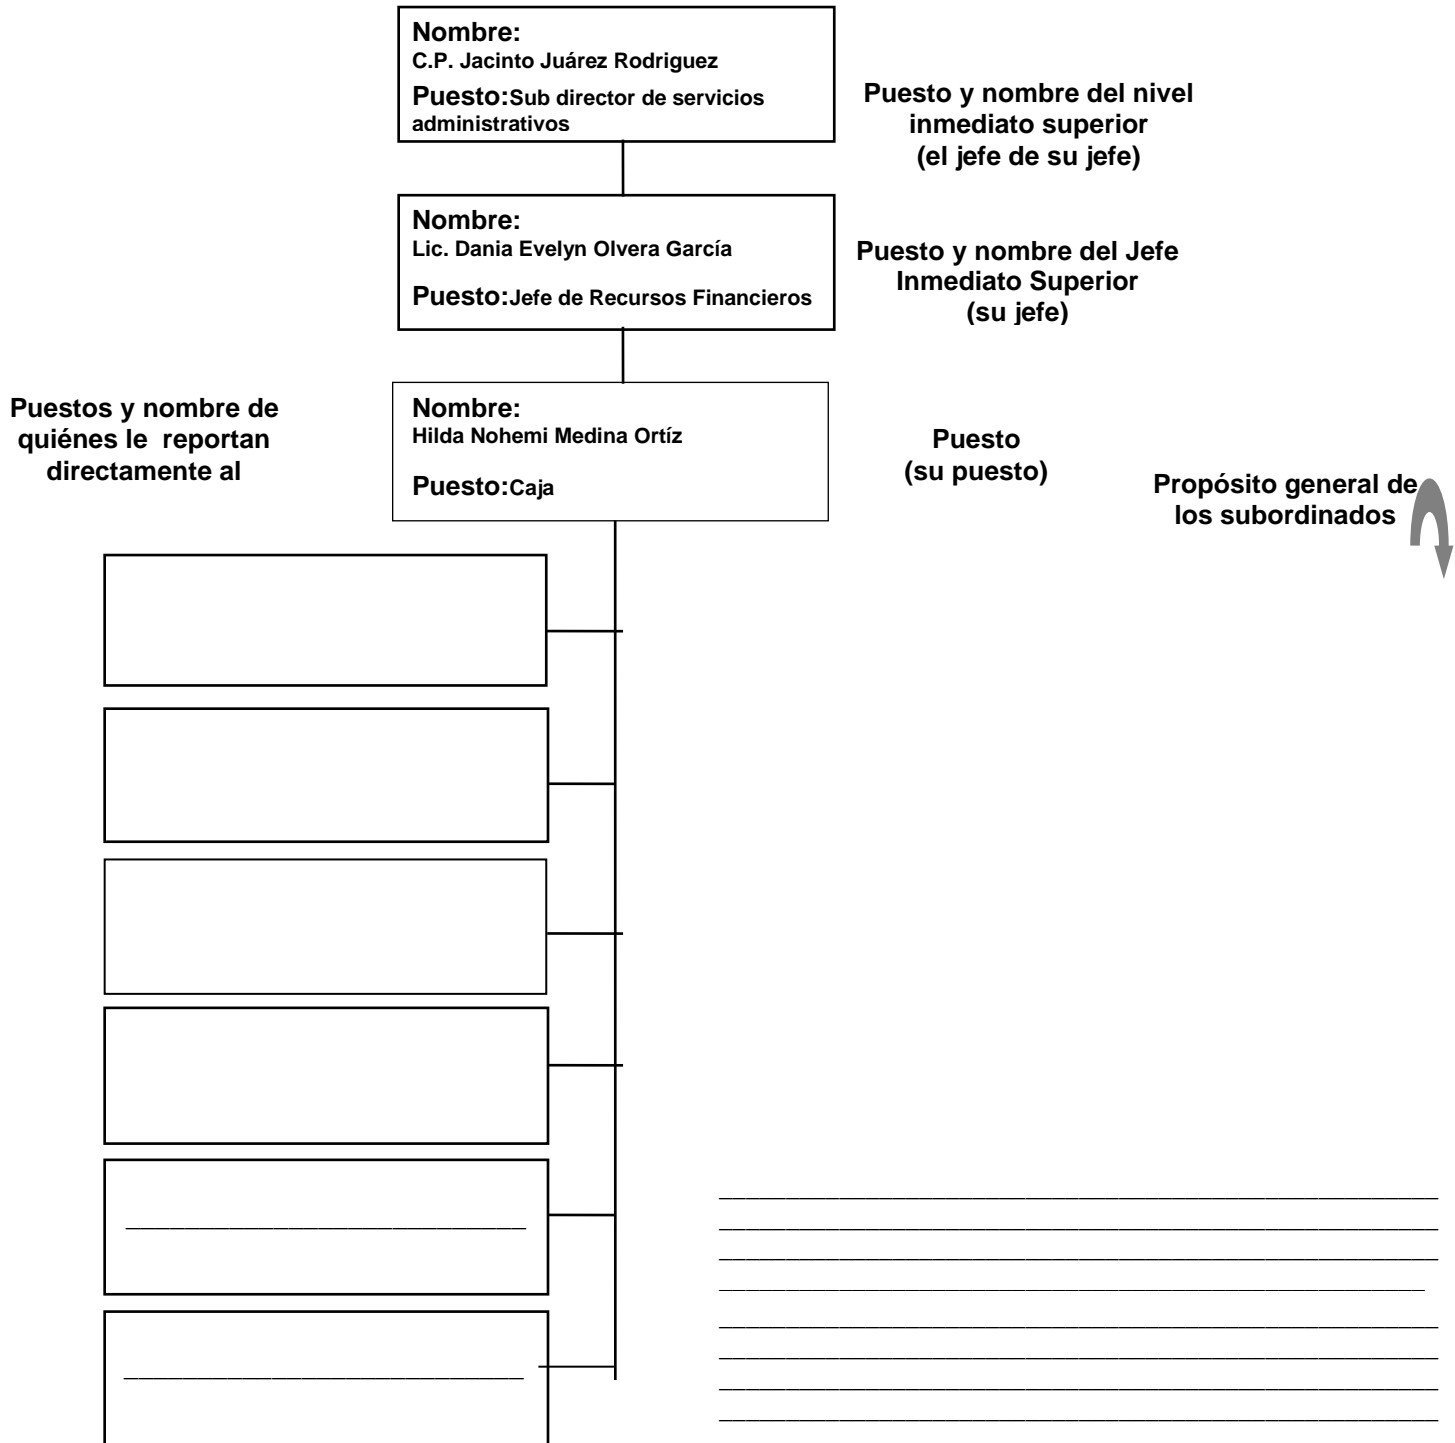 Nombre:
C.P. Jacinto Juárez Rodriguez
Puesto:Sub director de servicios
administrativos
Puesto y nombre del nivel
inmediato superior
(el jefe de su jefe)
Nombre:
Lic. Dania Evelyn Olvera García
Puesto:Jefe de Recursos Financieros
Puesto y nombre del Jefe
Inmediato Superior
(su jefe)
Puestos y nombre de
quiénes le reportan
directamente al
Nombre:
Hilda Nohemi Medina Ortíz
Puesto:Caja
Puesto
(su puesto)
Propósito general de
los subordinados